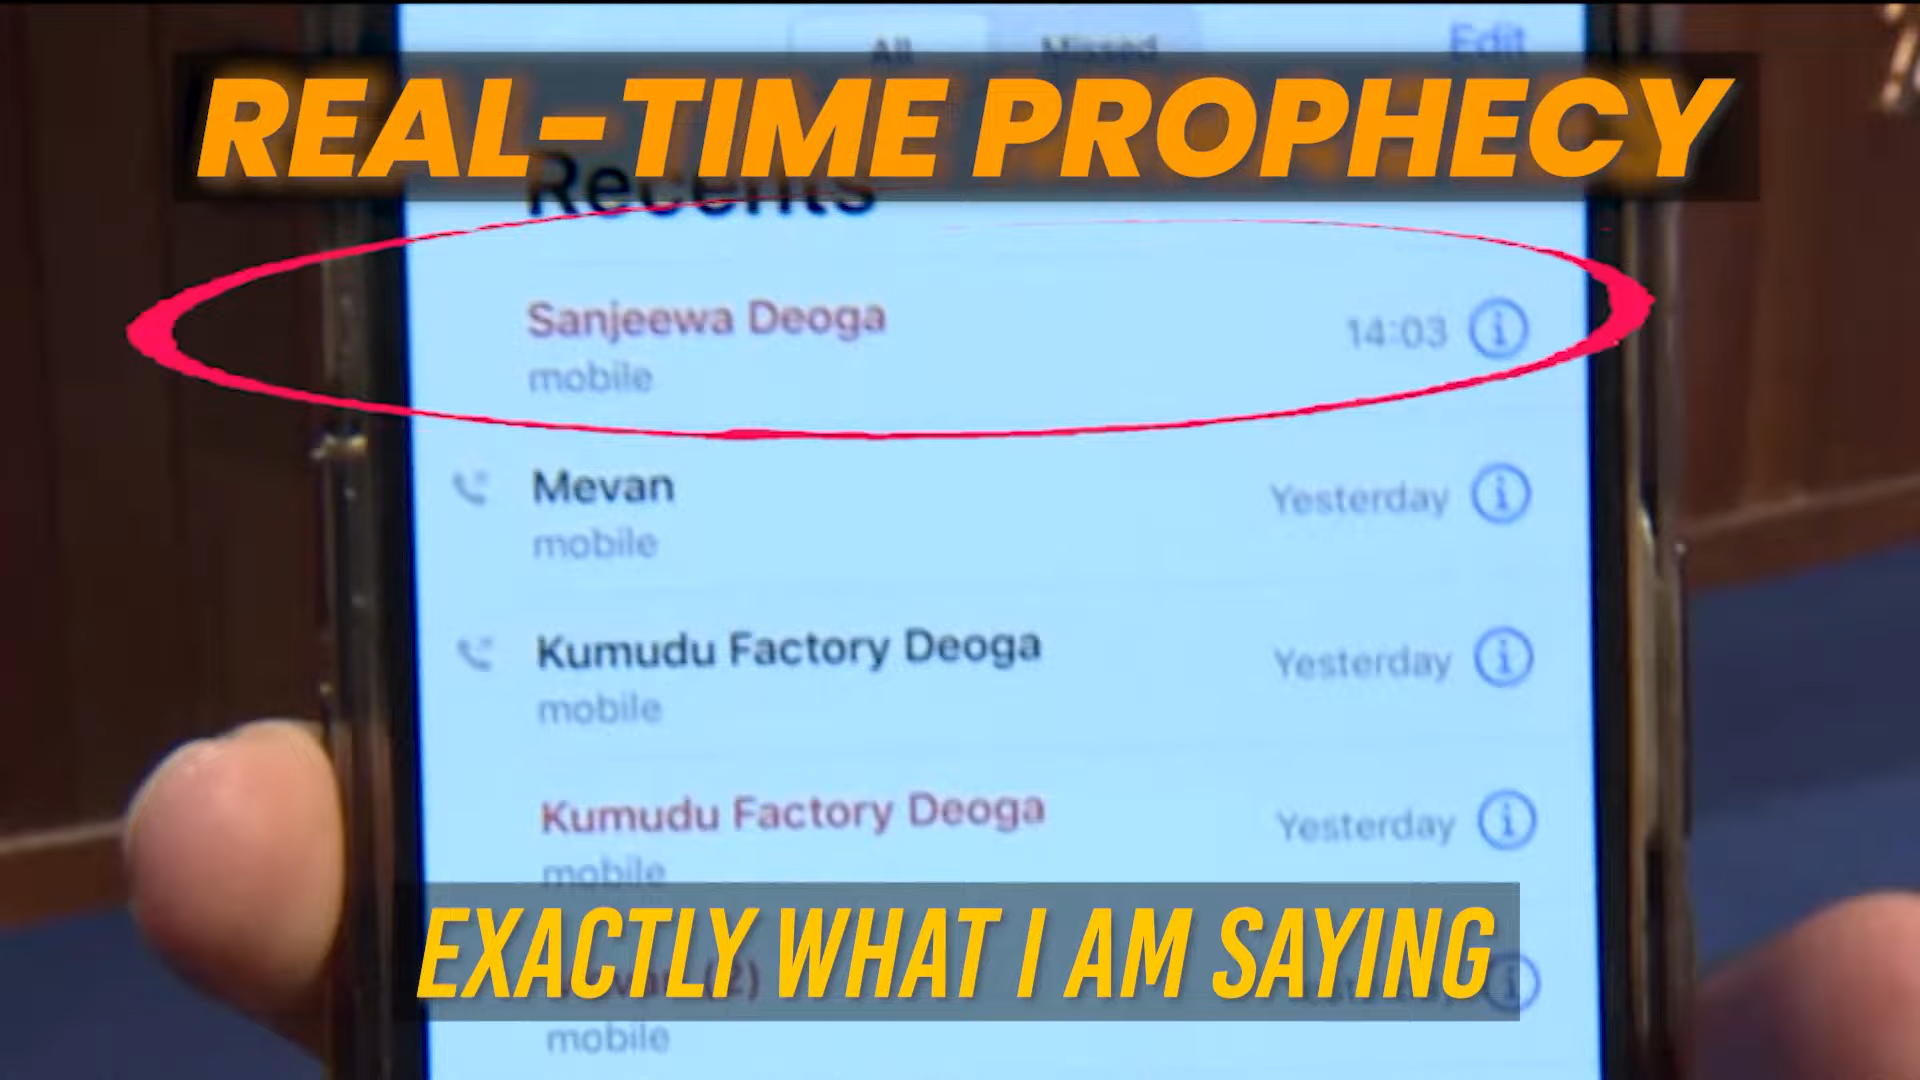 All Missed Edit
REAL-TIME PROPHECY
Recents
Sanjeewa Deoga 14:03
mobile
Mevan Yesterday
mobile
Kumudu Factory Deoga Yesterday
mobile
Kumudu Factory Deoga Yesterday
mobile
EXACTLY WHAT I AM SAYING
mobile